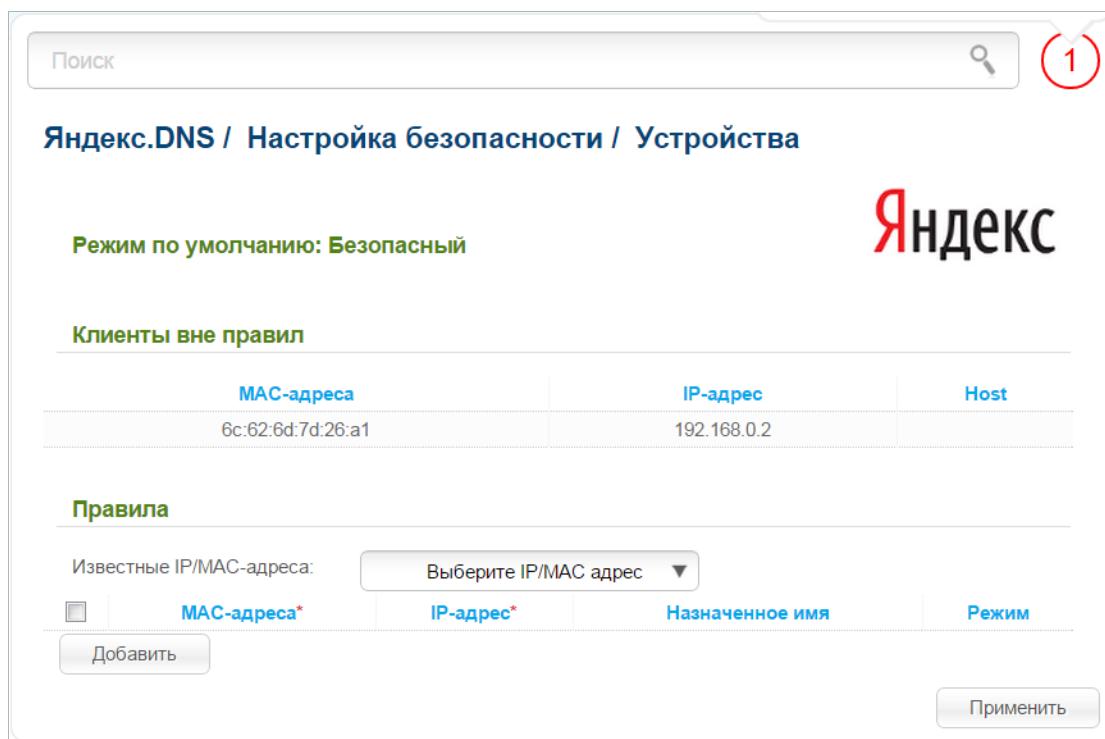 Поиск
1
Яндекс.DNS / Настройка безопасности / Устройства
Яндекс
Режим по умолчанию: Безопасный
Клиенты вне правил
MAC-адреса IP-адрес Host
6c:62:6d:7d:26:a1 192.168.0.2
Правила
Известные IP/MAC-адреса: Выберите IP/MAC адрес ▼
MAC-адреса* IP-адрес* Назначенное имя Режим
Добавить
Применить